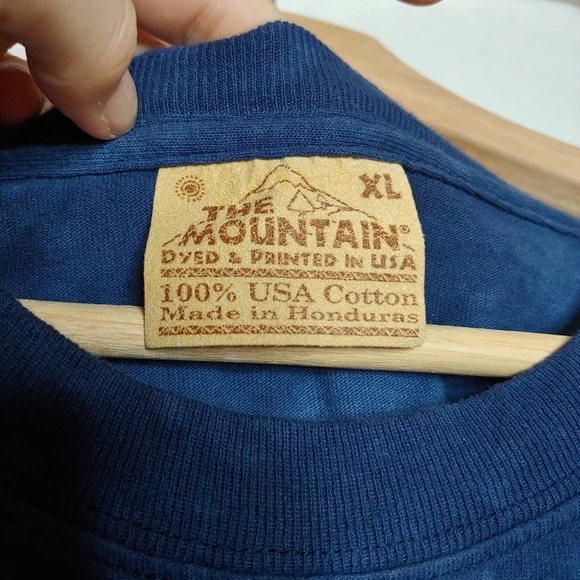 XL
THE
MOUNTAIN®
DYED & PRINTED IN USA
100% USA Cotton
Made in Honduras